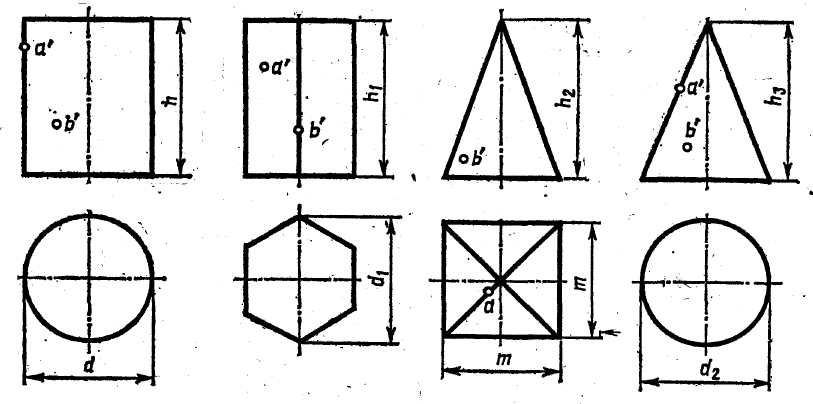 a' h a' h₁ h₂ a' h₃
b' b' b' b'
d₁ a m
d m d₂